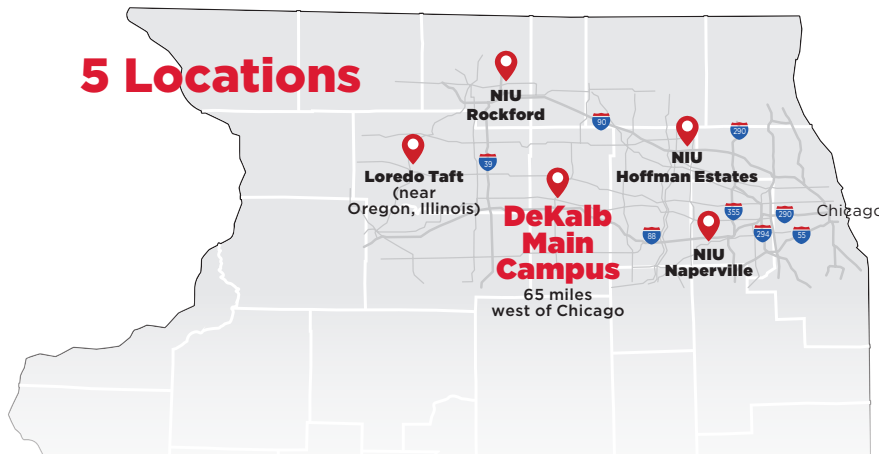 5 Locations
NIU
Rockford
90
290
NIU
Hoffman Estates
39
Loredo Taft
(near
Oregon, Illinois)
DeKalb
Main
Campus
65 miles
west of Chicago
88
355
290
Chicago
294
55
NIU
Naperville